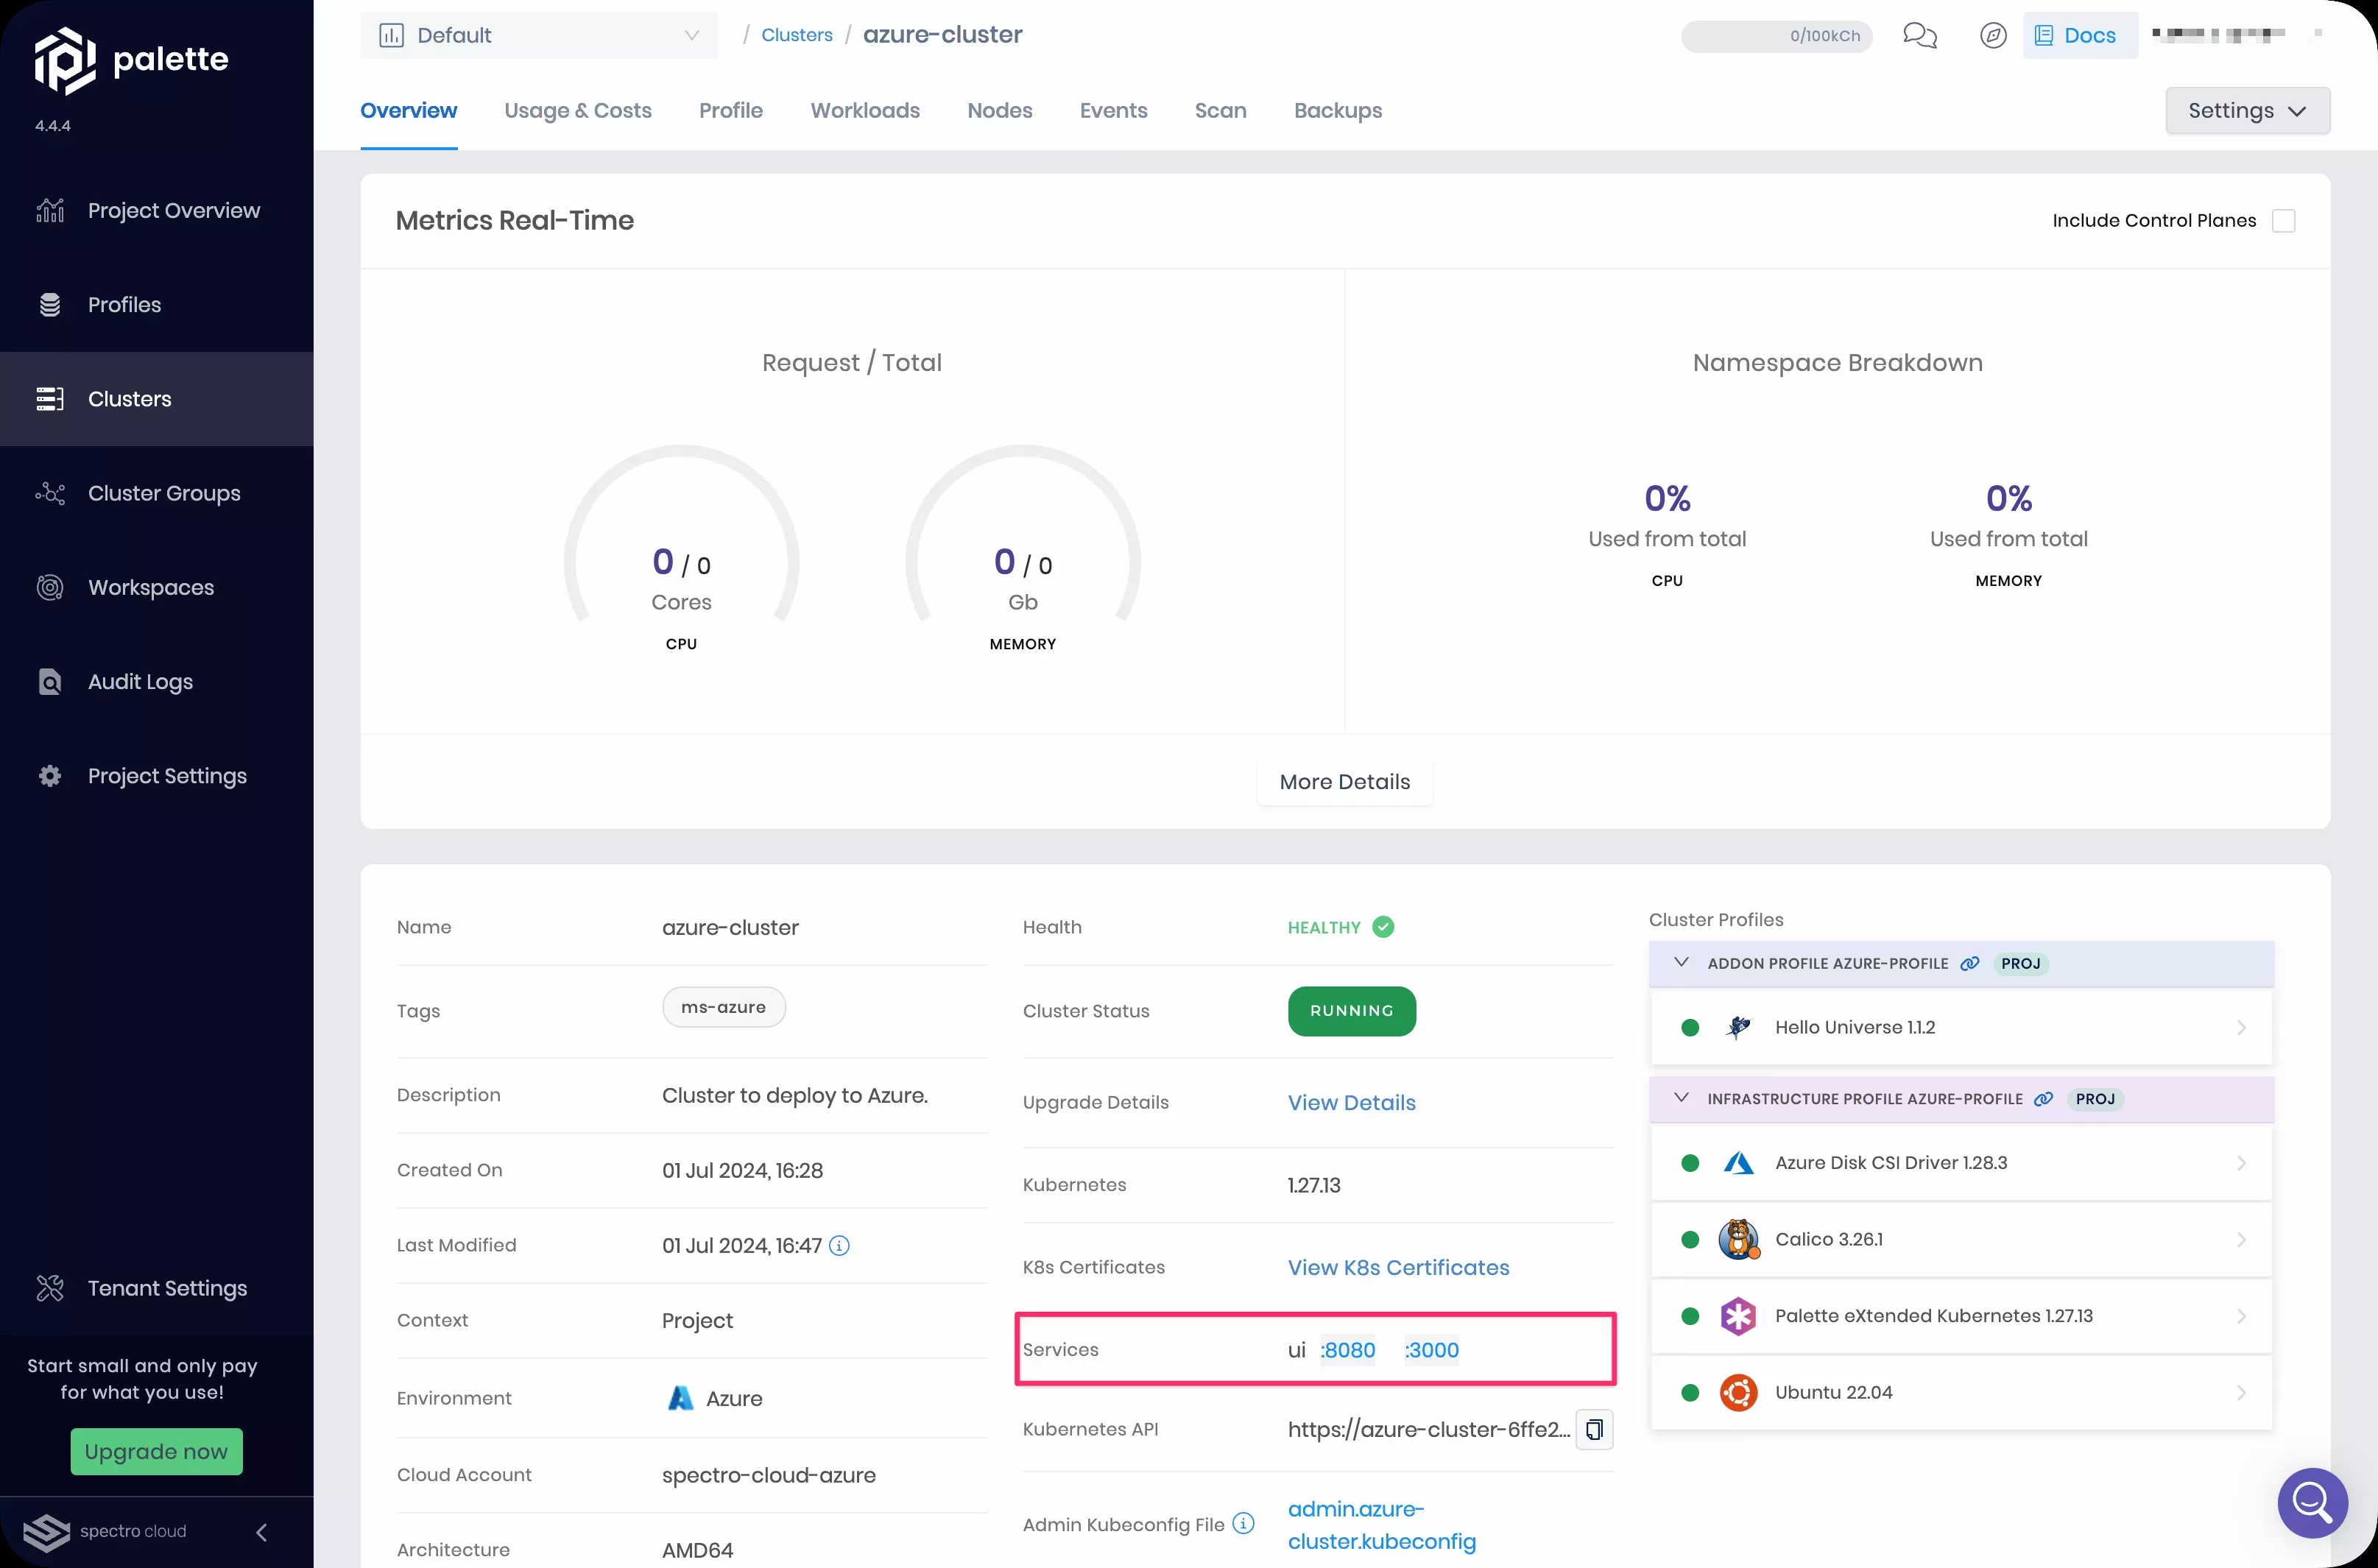 palette
4.4.4
Project Overview
Profiles
Clusters
Cluster Groups
Workspaces
Audit Logs
Project Settings
Tenant Settings
Start small and only pay
for what you use!
Upgrade now
spectro cloud
Default
/ Clusters / azure-cluster
0/100kCh
Docs
Overview
Usage & Costs
Profile
Workloads
Nodes
Events
Scan
Backups
Settings
Metrics Real-Time
Include Control Planes
Request / Total
0 / 0
Cores
CPU
0 / 0
Gb
MEMORY
Namespace Breakdown
0%
Used from total
CPU
0%
Used from total
MEMORY
More Details
Name azure-cluster
Tags ms-azure
Description Cluster to deploy to Azure.
Created On 01 Jul 2024, 16:28
Last Modified 01 Jul 2024, 16:47
Context Project
Environment Azure
Cloud Account spectro-cloud-azure
Architecture AMD64
Health HEALTHY
Cluster Status RUNNING
Upgrade Details View Details
Kubernetes 1.27.13
K8s Certificates View K8s Certificates
Services ui :8080 :3000
Kubernetes API https://azure-cluster-6ffe2...
Admin Kubeconfig File admin.azure-
cluster.kubeconfig
Cluster Profiles
ADDON PROFILE AZURE-PROFILE PROJ
Hello Universe 1.1.2
INFRASTRUCTURE PROFILE AZURE-PROFILE PROJ
Azure Disk CSI Driver 1.28.3
Calico 3.26.1
Palette eXtended Kubernetes 1.27.13
Ubuntu 22.04